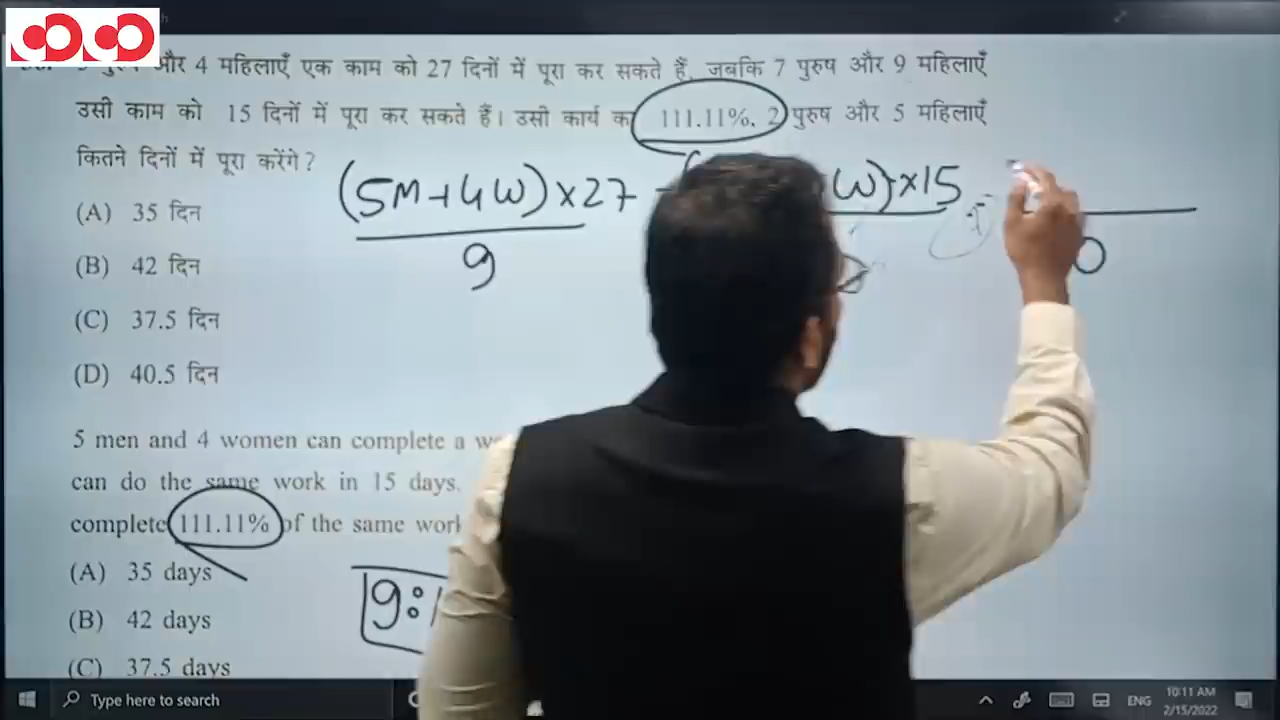 और 4 महिलाएँ एक काम को 27 दिनों में पूरा कर सकते हैं, जबकि 7 पुरुष और 9 महिलाएँ
उसी काम को 15 दिनों में पूरा कर सकते हैं। उसी कार्य का 111.11%, 2 पुरुष और 5 महिलाएँ
कितने दिनों में पूरा करेंगे ?
(5M+4W)×27
W)×15
9
0
(A) 35 दिन
(B) 42 दिन
(C) 37.5 दिन
(D) 40.5 दिन
5 men and 4 women can complete a
can do the same work in 15 days.
complete 111.11% of the same work
(A) 35 days
9:1
(B) 42 days
(C) 37.5 days
Type here to search
ENG
10:11 AM
2/15/2022